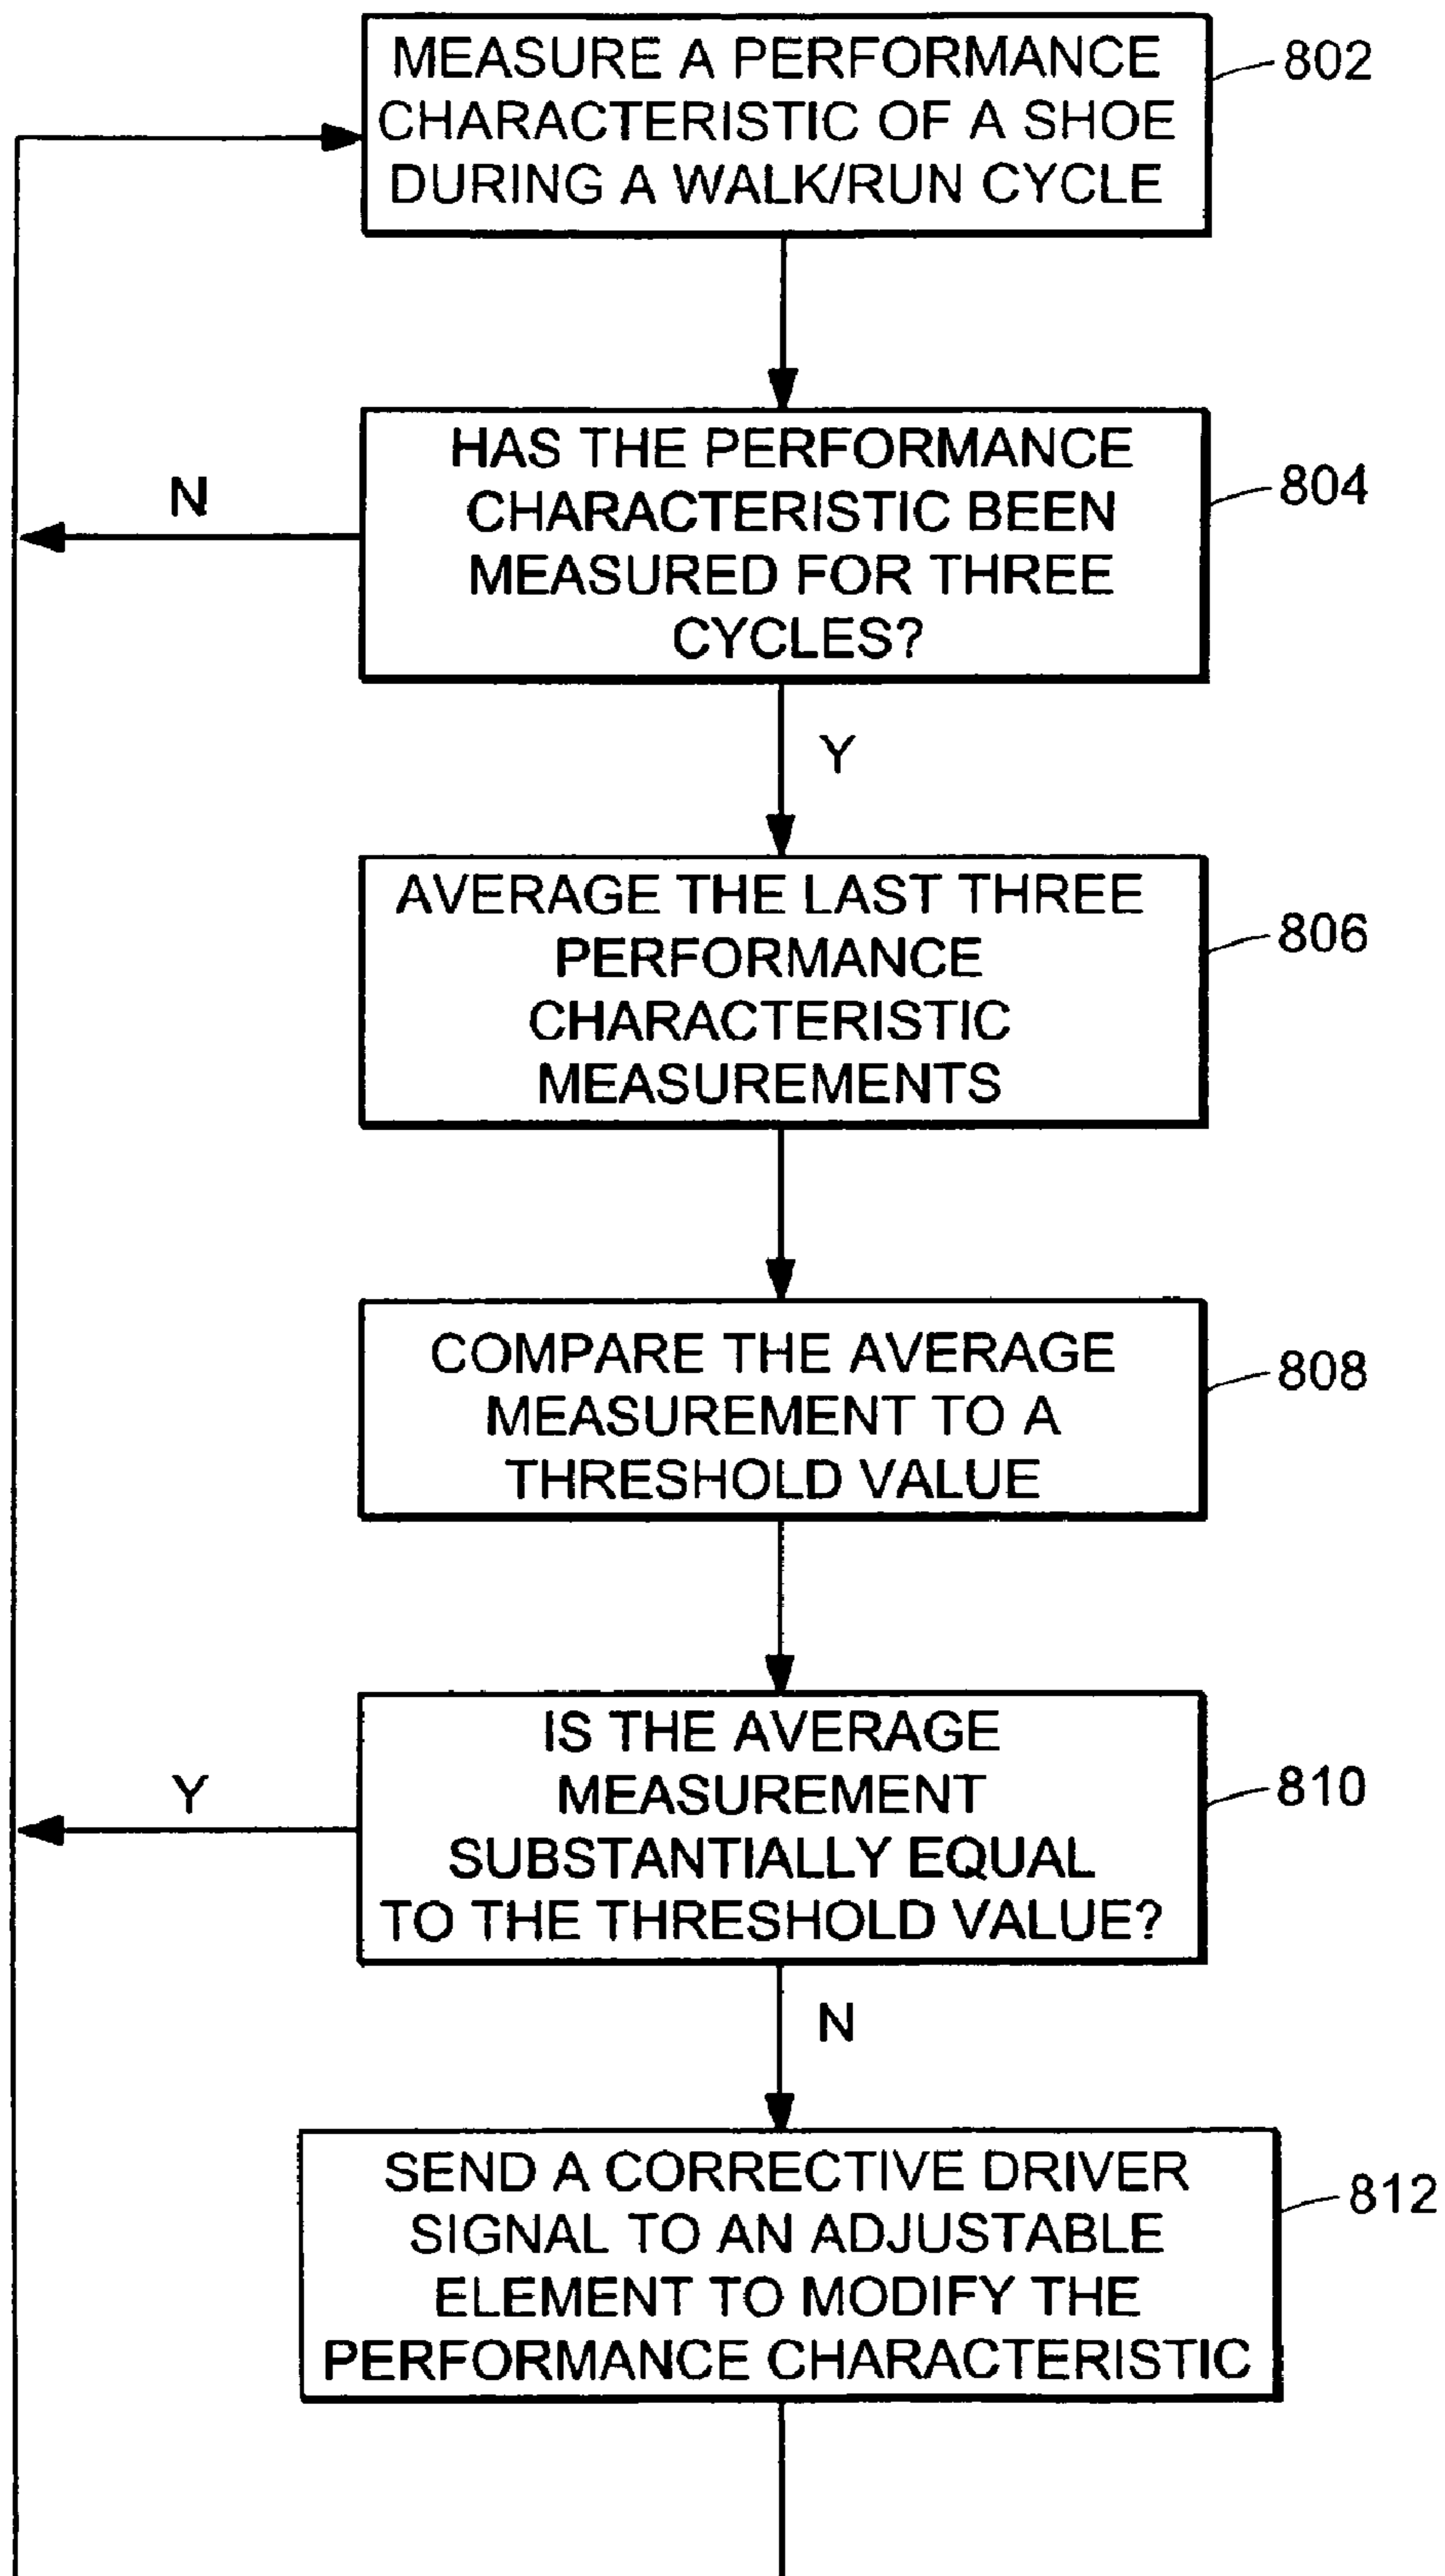 MEASURE A PERFORMANCE
CHARACTERISTIC OF A SHOE
DURING A WALK/RUN CYCLE
802
HAS THE PERFORMANCE
CHARACTERISTIC BEEN
MEASURED FOR THREE
CYCLES?
804
N
Y
AVERAGE THE LAST THREE
PERFORMANCE
CHARACTERISTIC
MEASUREMENTS
806
COMPARE THE AVERAGE
MEASUREMENT TO A
THRESHOLD VALUE
808
IS THE AVERAGE
MEASUREMENT
SUBSTANTIALLY EQUAL
TO THE THRESHOLD VALUE?
810
Y
N
SEND A CORRECTIVE DRIVER
SIGNAL TO AN ADJUSTABLE
ELEMENT TO MODIFY THE
PERFORMANCE CHARACTERISTIC
812